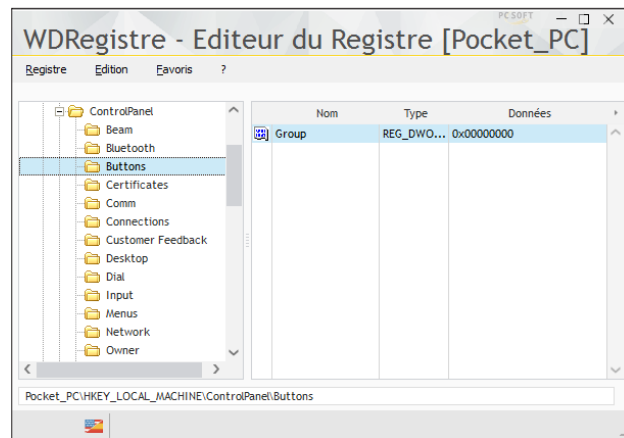 PC SOFT
WDRegistre - Editeur du Registre [Pocket_PC]
Registre Edition Favoris ?
ControlPanel
Beam
Bluetooth
Buttons
Certificates
Comm
Connections
Customer Feedback
Desktop
Dial
Input
Menus
Network
Owner
Nom Type Données
Group REG_DWO... 0x00000000
Pocket_PC\HKEY_LOCAL_MACHINE\ControlPanel\Buttons